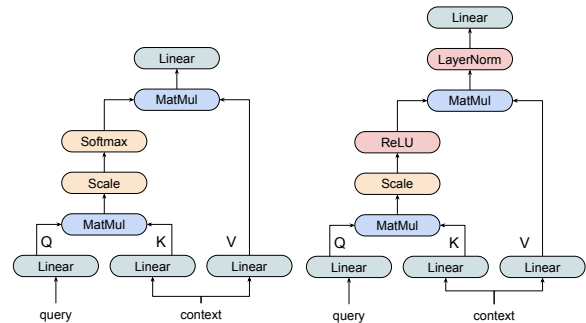 Linear
MatMul
Softmax
Scale
MatMul
Q K V
Linear Linear Linear
query context
Linear
LayerNorm
MatMul
ReLU
Scale
MatMul
Q K V
Linear Linear Linear
query context